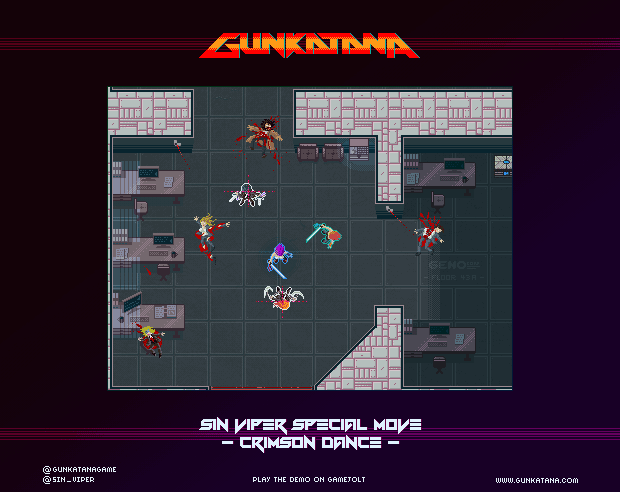 GUNKATANA
SIN VIPER SPECIAL MOVE
- CRIMSON DANCE -
@GUNKATANAGAME
@SIN_VIPER
PLAY THE DEMO ON GAMEJOLT
WWW.GUNKATANA.COM